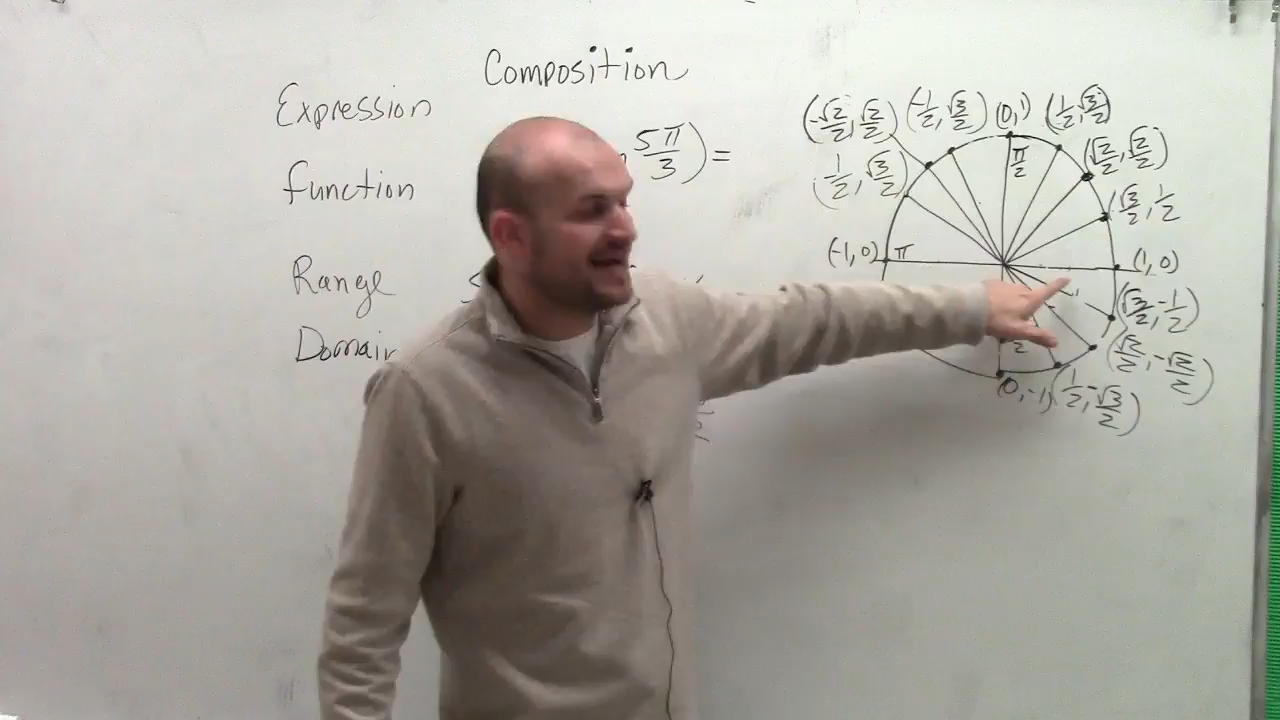 Composition
Expression
function
Range
Domain
5π/3) =
(-√2/2, √2/2)
(-1/2, √3/2)
(0, 1)
(1/2, √3/2)
(√2/2, √2/2)
(1/2, √3/2)
(√3/2, 1/2
π/2
(-1, 0)
π
(1, 0)
(√3/2, -1/2)
(√2/2, -√2/2)
(0, -1)
(1/2, -√3/2)